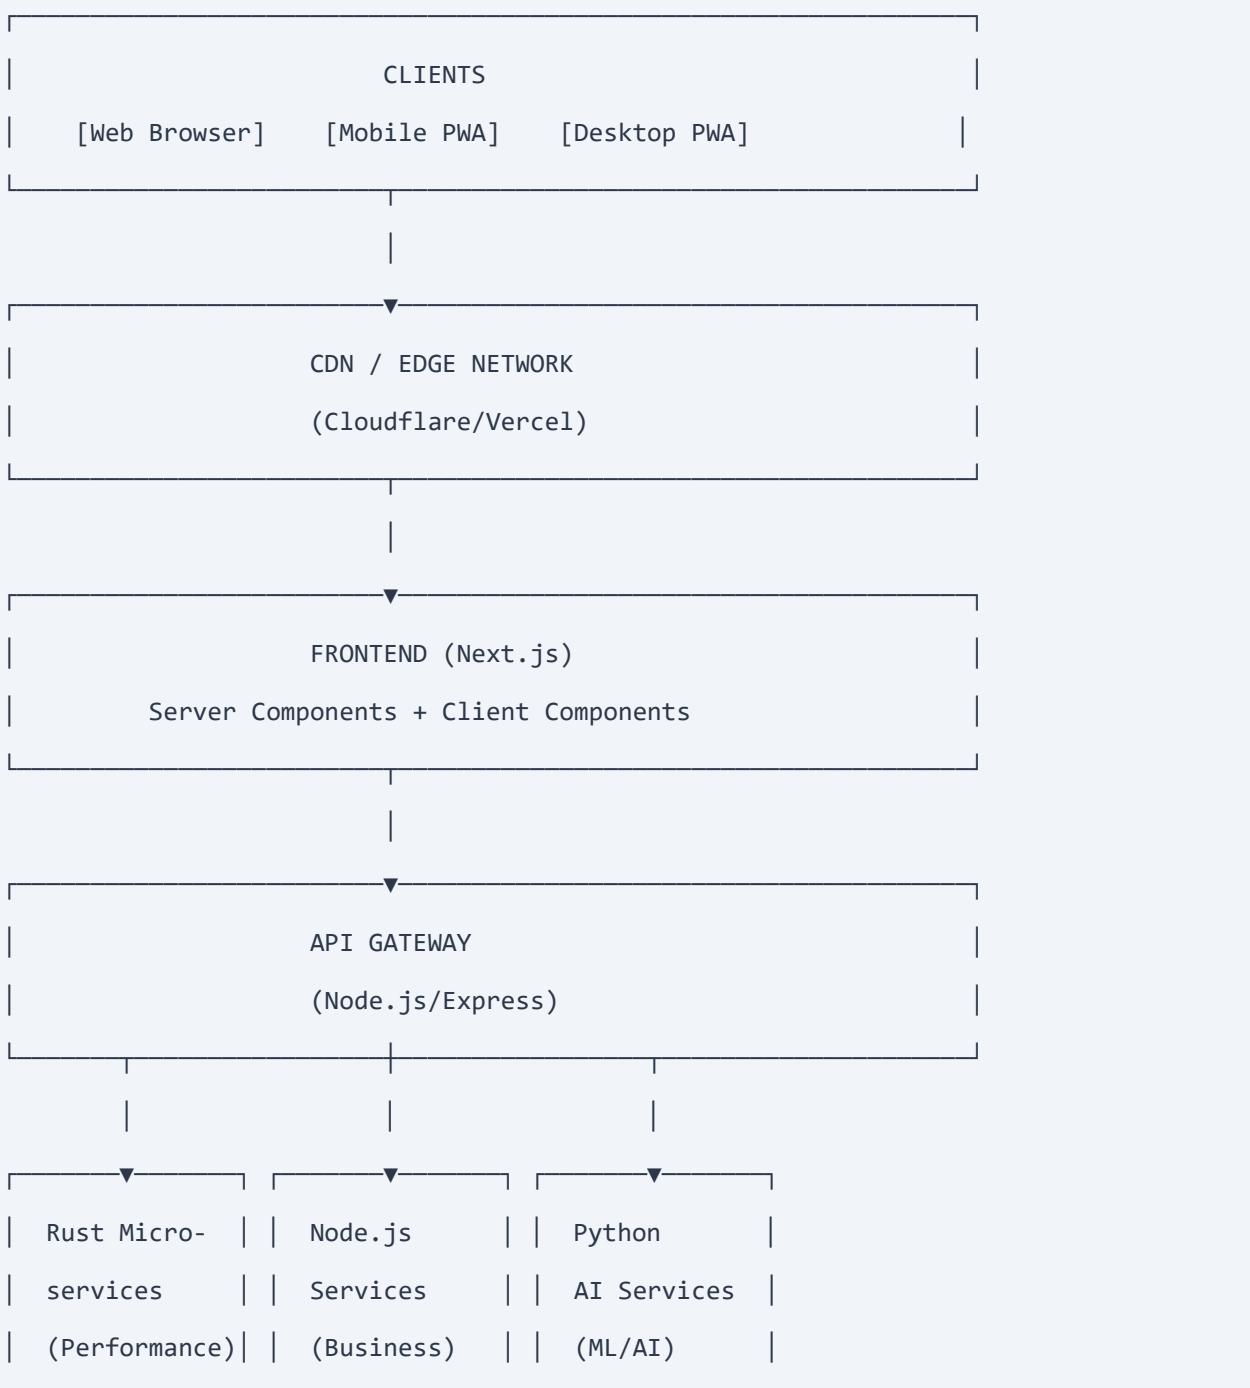 CLIENTS
[Web Browser] [Mobile PWA] [Desktop PWA]
CDN / EDGE NETWORK
(Cloudflare/Vercel)
FRONTEND (Next.js)
Server Components + Client Components
API GATEWAY
(Node.js/Express)
Rust Micro- Node.js Python
services Services AI Services
(Performance) (Business) (ML/AI)